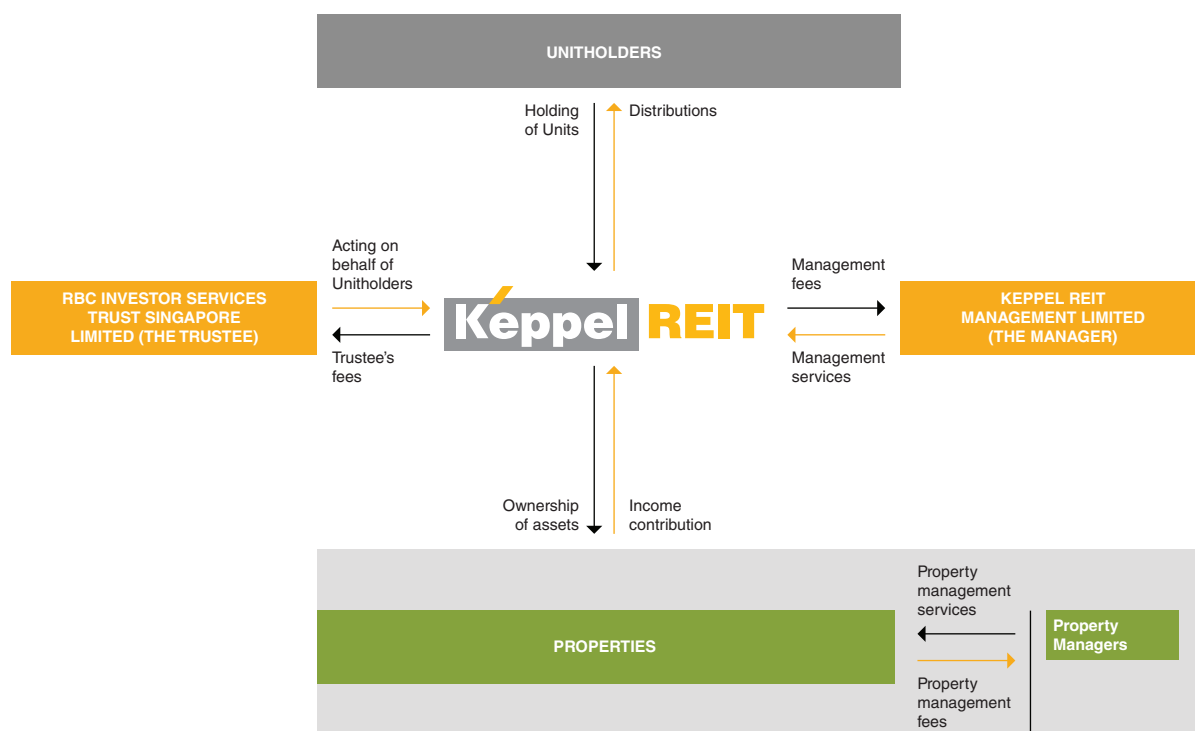 UNITHOLDERS
Holding
of Units
Distributions
Acting on
behalf of
Unitholders
Management
fees
RBC INVESTOR SERVICES
TRUST SINGAPORE
LIMITED (THE TRUSTEE)
Keppel REIT
KEPPEL REIT
MANAGEMENT LIMITED
(THE MANAGER)
Trustee's
fees
Management
services
Ownership
of assets
Income
contribution
Property
management
services
PROPERTIES
Property
Managers
Property
management
fees